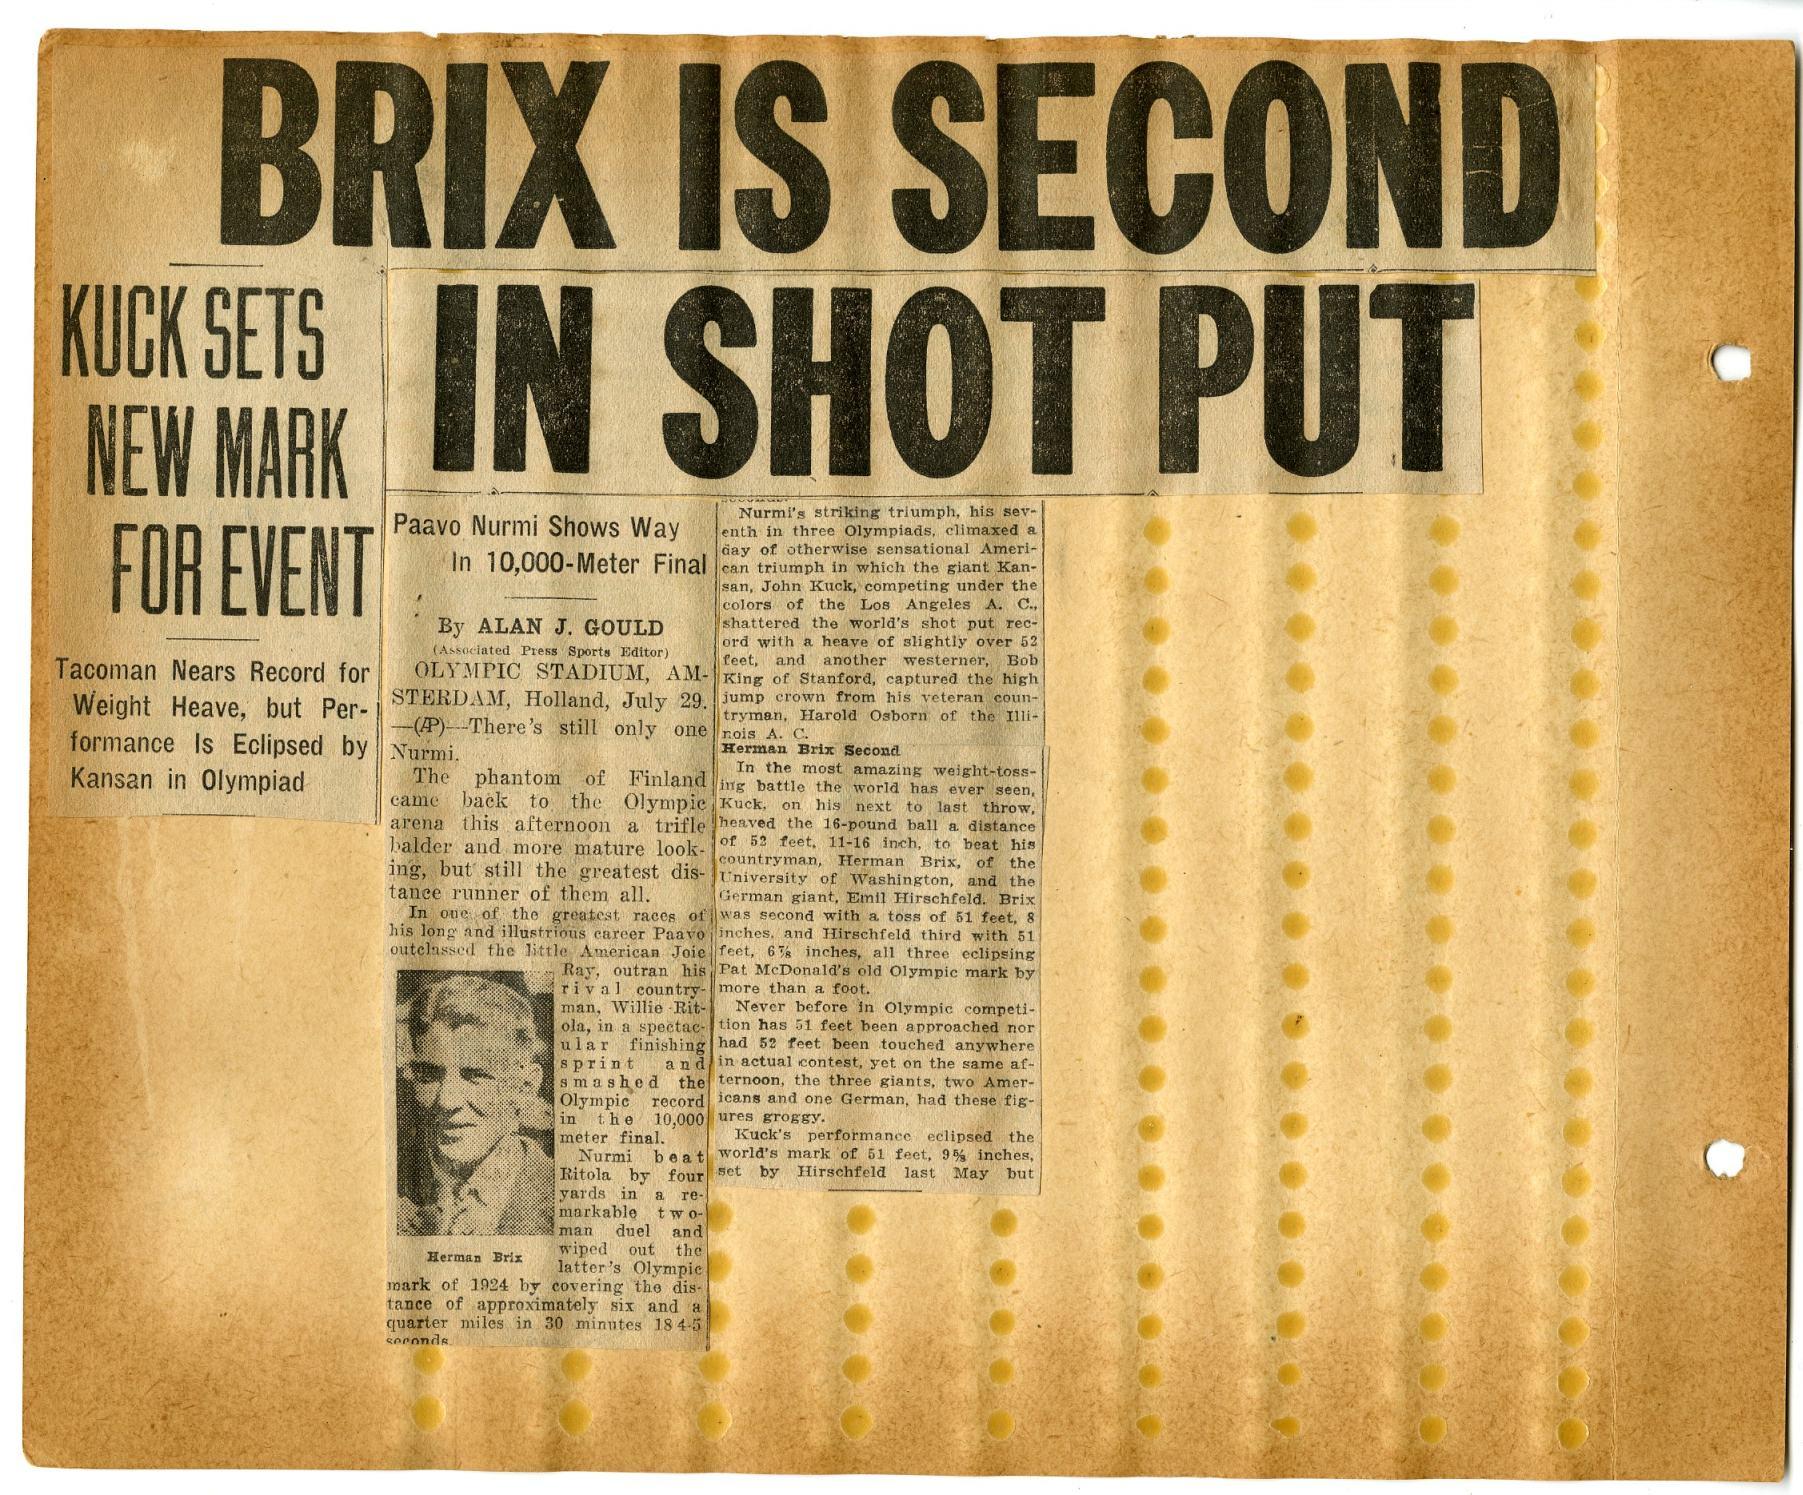 BRIX IS SECOND
IN SHOT PUT
KUCK SETS
NEW MARK
FOR EVENT
Tacoman Nears Record for
Weight Heave, but Per-
formance Is Eclipsed by
Kansan in Olympiad
Paavo Nurmi Shows Way
In 10,000-Meter Final
By ALAN J. GOULD
(Associated Press Sports Editor)
OLYMPIC STADIUM, AM-
STERDAM, Holland, July 29.
—(AP)—There's still only one
Nurmi.
The phantom of Finland
came back to the Olympic
arena this afternoon a trifle
balder and more mature look-
ing, but still the greatest dis-
tance runner of them all.
In one of the greatest races of
his long and illustrious career Paavo
outclassed the little American Joie
Ray, outran his
rival country-
man, Willie Rit-
ola, in a spectac-
ular finishing
sprint and
smashed the
Olympic record
in the 10,000
meter final.
Nurmi beat
Ritola by four
yards in a re-
markable two-
man duel and
wiped out the
latter's Olympic
Herman Brix
mark of 1924 by covering the dis-
tance of approximately six and a
quarter miles in 30 minutes 18 4-5
seconds.
Nurmi's striking triumph, his sev-
enth in three Olympiads, climaxed a
day of otherwise sensational Ameri-
can triumph in which the giant Kan-
san, John Kuck, competing under the
colors of the Los Angeles A. C.,
shattered the world's shot put rec-
ord with a heave of slightly over 52
feet, and another westerner, Bob
King of Stanford, captured the high
jump crown from his veteran coun-
tryman, Harold Osborn of the Illi-
nois A. C.
Herman Brix Second
In the most amazing weight-toss-
ing battle the world has ever seen,
Kuck, on his next to last throw,
heaved the 16-pound ball a distance
of 52 feet, 11-16 inch, to beat his
countryman, Herman Brix, of the
University of Washington, and the
German giant, Emil Hirschfeld. Brix
was second with a toss of 51 feet, 8
inches, and Hirschfeld third with 51
feet, 6⅞ inches, all three eclipsing
Pat McDonald's old Olympic mark by
more than a foot.
Never before in Olympic competi-
tion has 51 feet been approached nor
had 52 feet been touched anywhere
in actual contest, yet on the same af-
ternoon, the three giants, two Amer-
icans and one German, had these fig-
ures groggy.
Kuck's performance eclipsed the
world's mark of 51 feet, 9⅝ inches,
set by Hirschfeld last May but